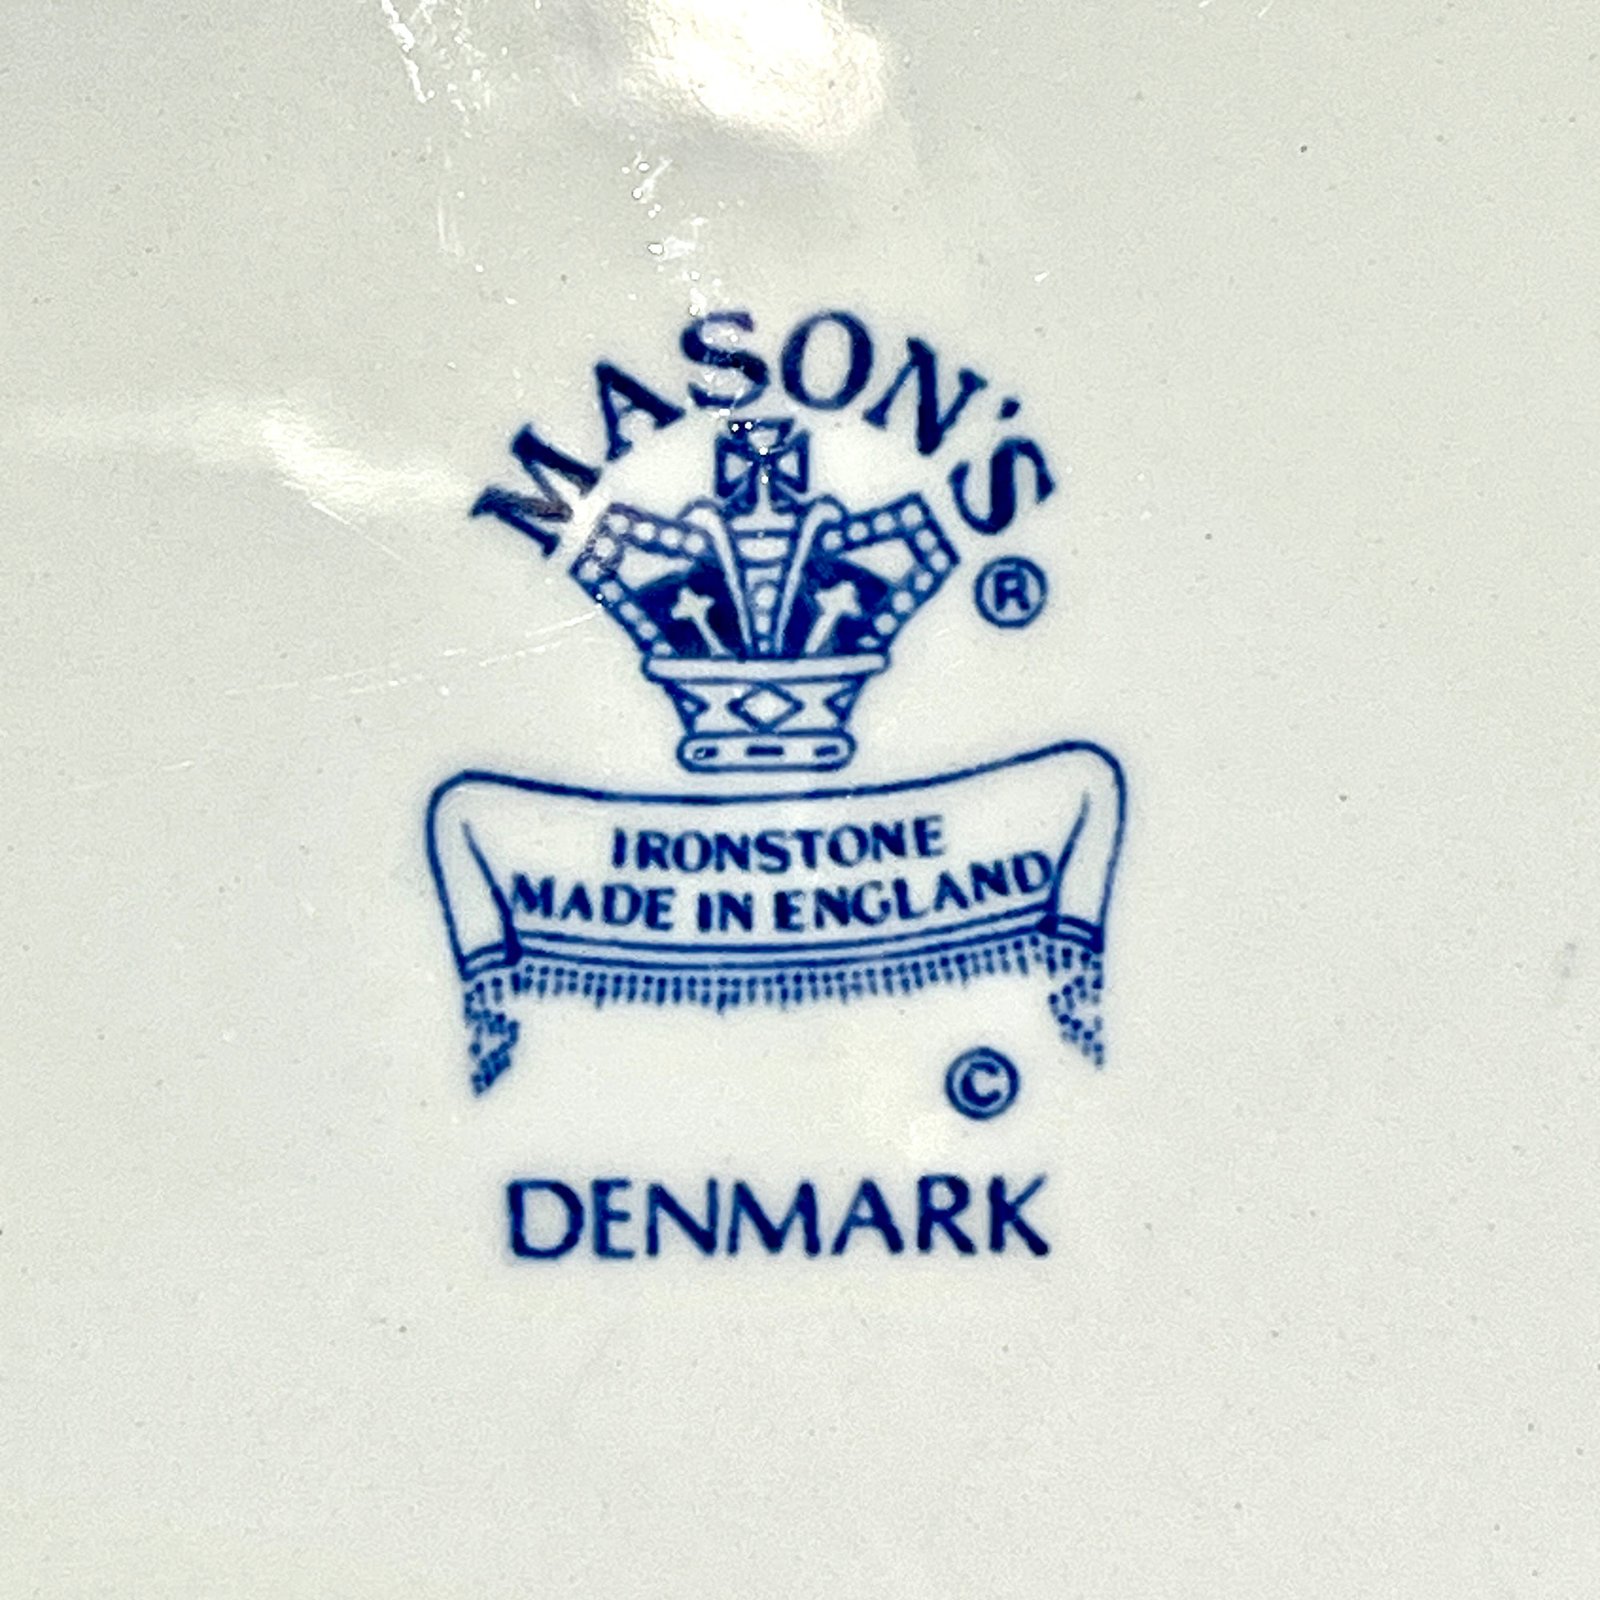 MASON'S
®
IRONSTONE
MADE IN ENGLAND
©
DENMARK